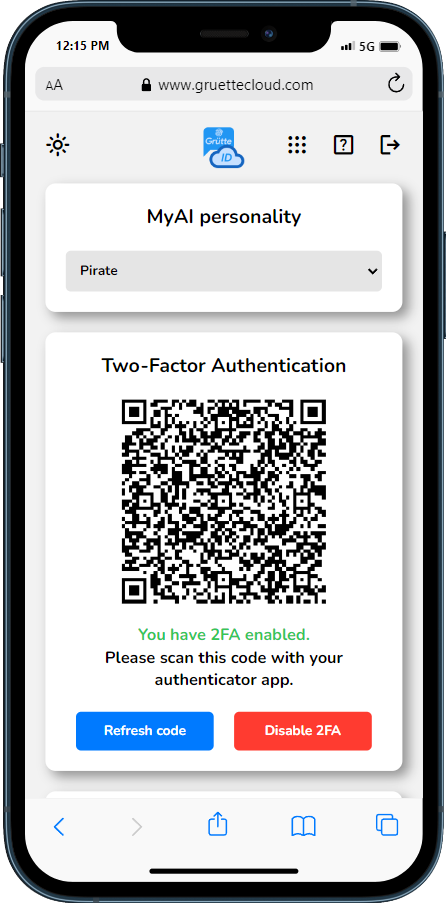 12:15 PM
5G
AA
www.gruettecloud.com
Grütte
ID
MyAI personality
Pirate
Two-Factor Authentication
You have 2FA enabled.
Please scan this code with your
authenticator app.
Refresh code
Disable 2FA